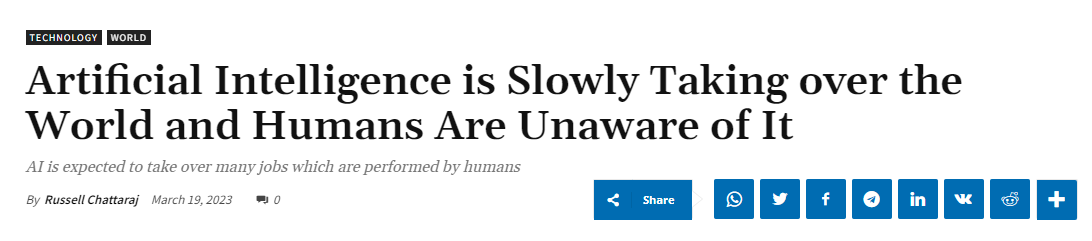 TECHNOLOGY WORLD
Artificial Intelligence is Slowly Taking over the
World and Humans Are Unaware of It
AI is expected to take over many jobs which are performed by humans
By Russell Chattaraj March 19, 2023 0
Share